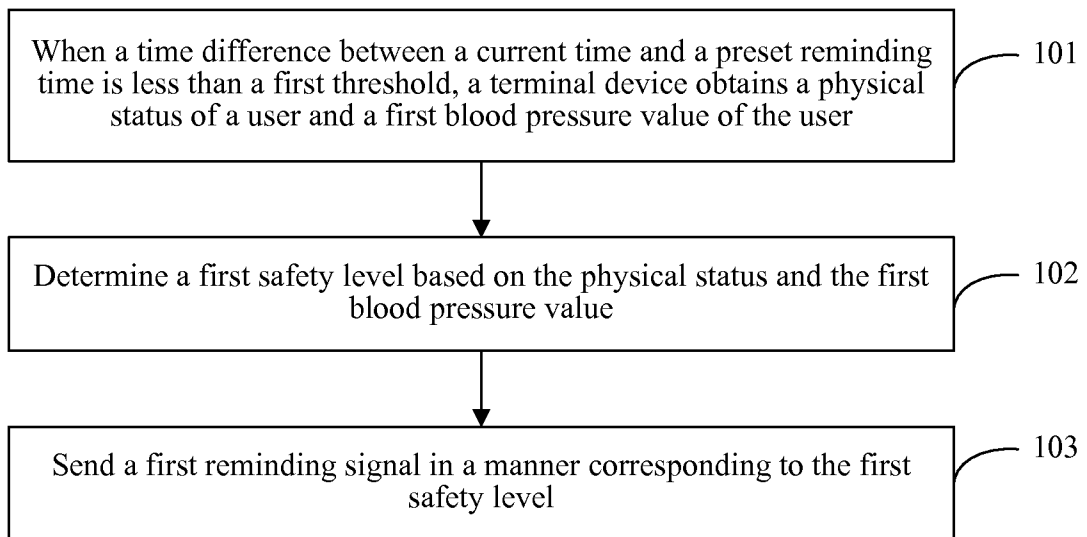 When a time difference between a current time and a preset reminding
time is less than a first threshold, a terminal device obtains a physical
status of a user and a first blood pressure value of the user
101
Determine a first safety level based on the physical status and the first
blood pressure value
102
Send a first reminding signal in a manner corresponding to the first
safety level
103